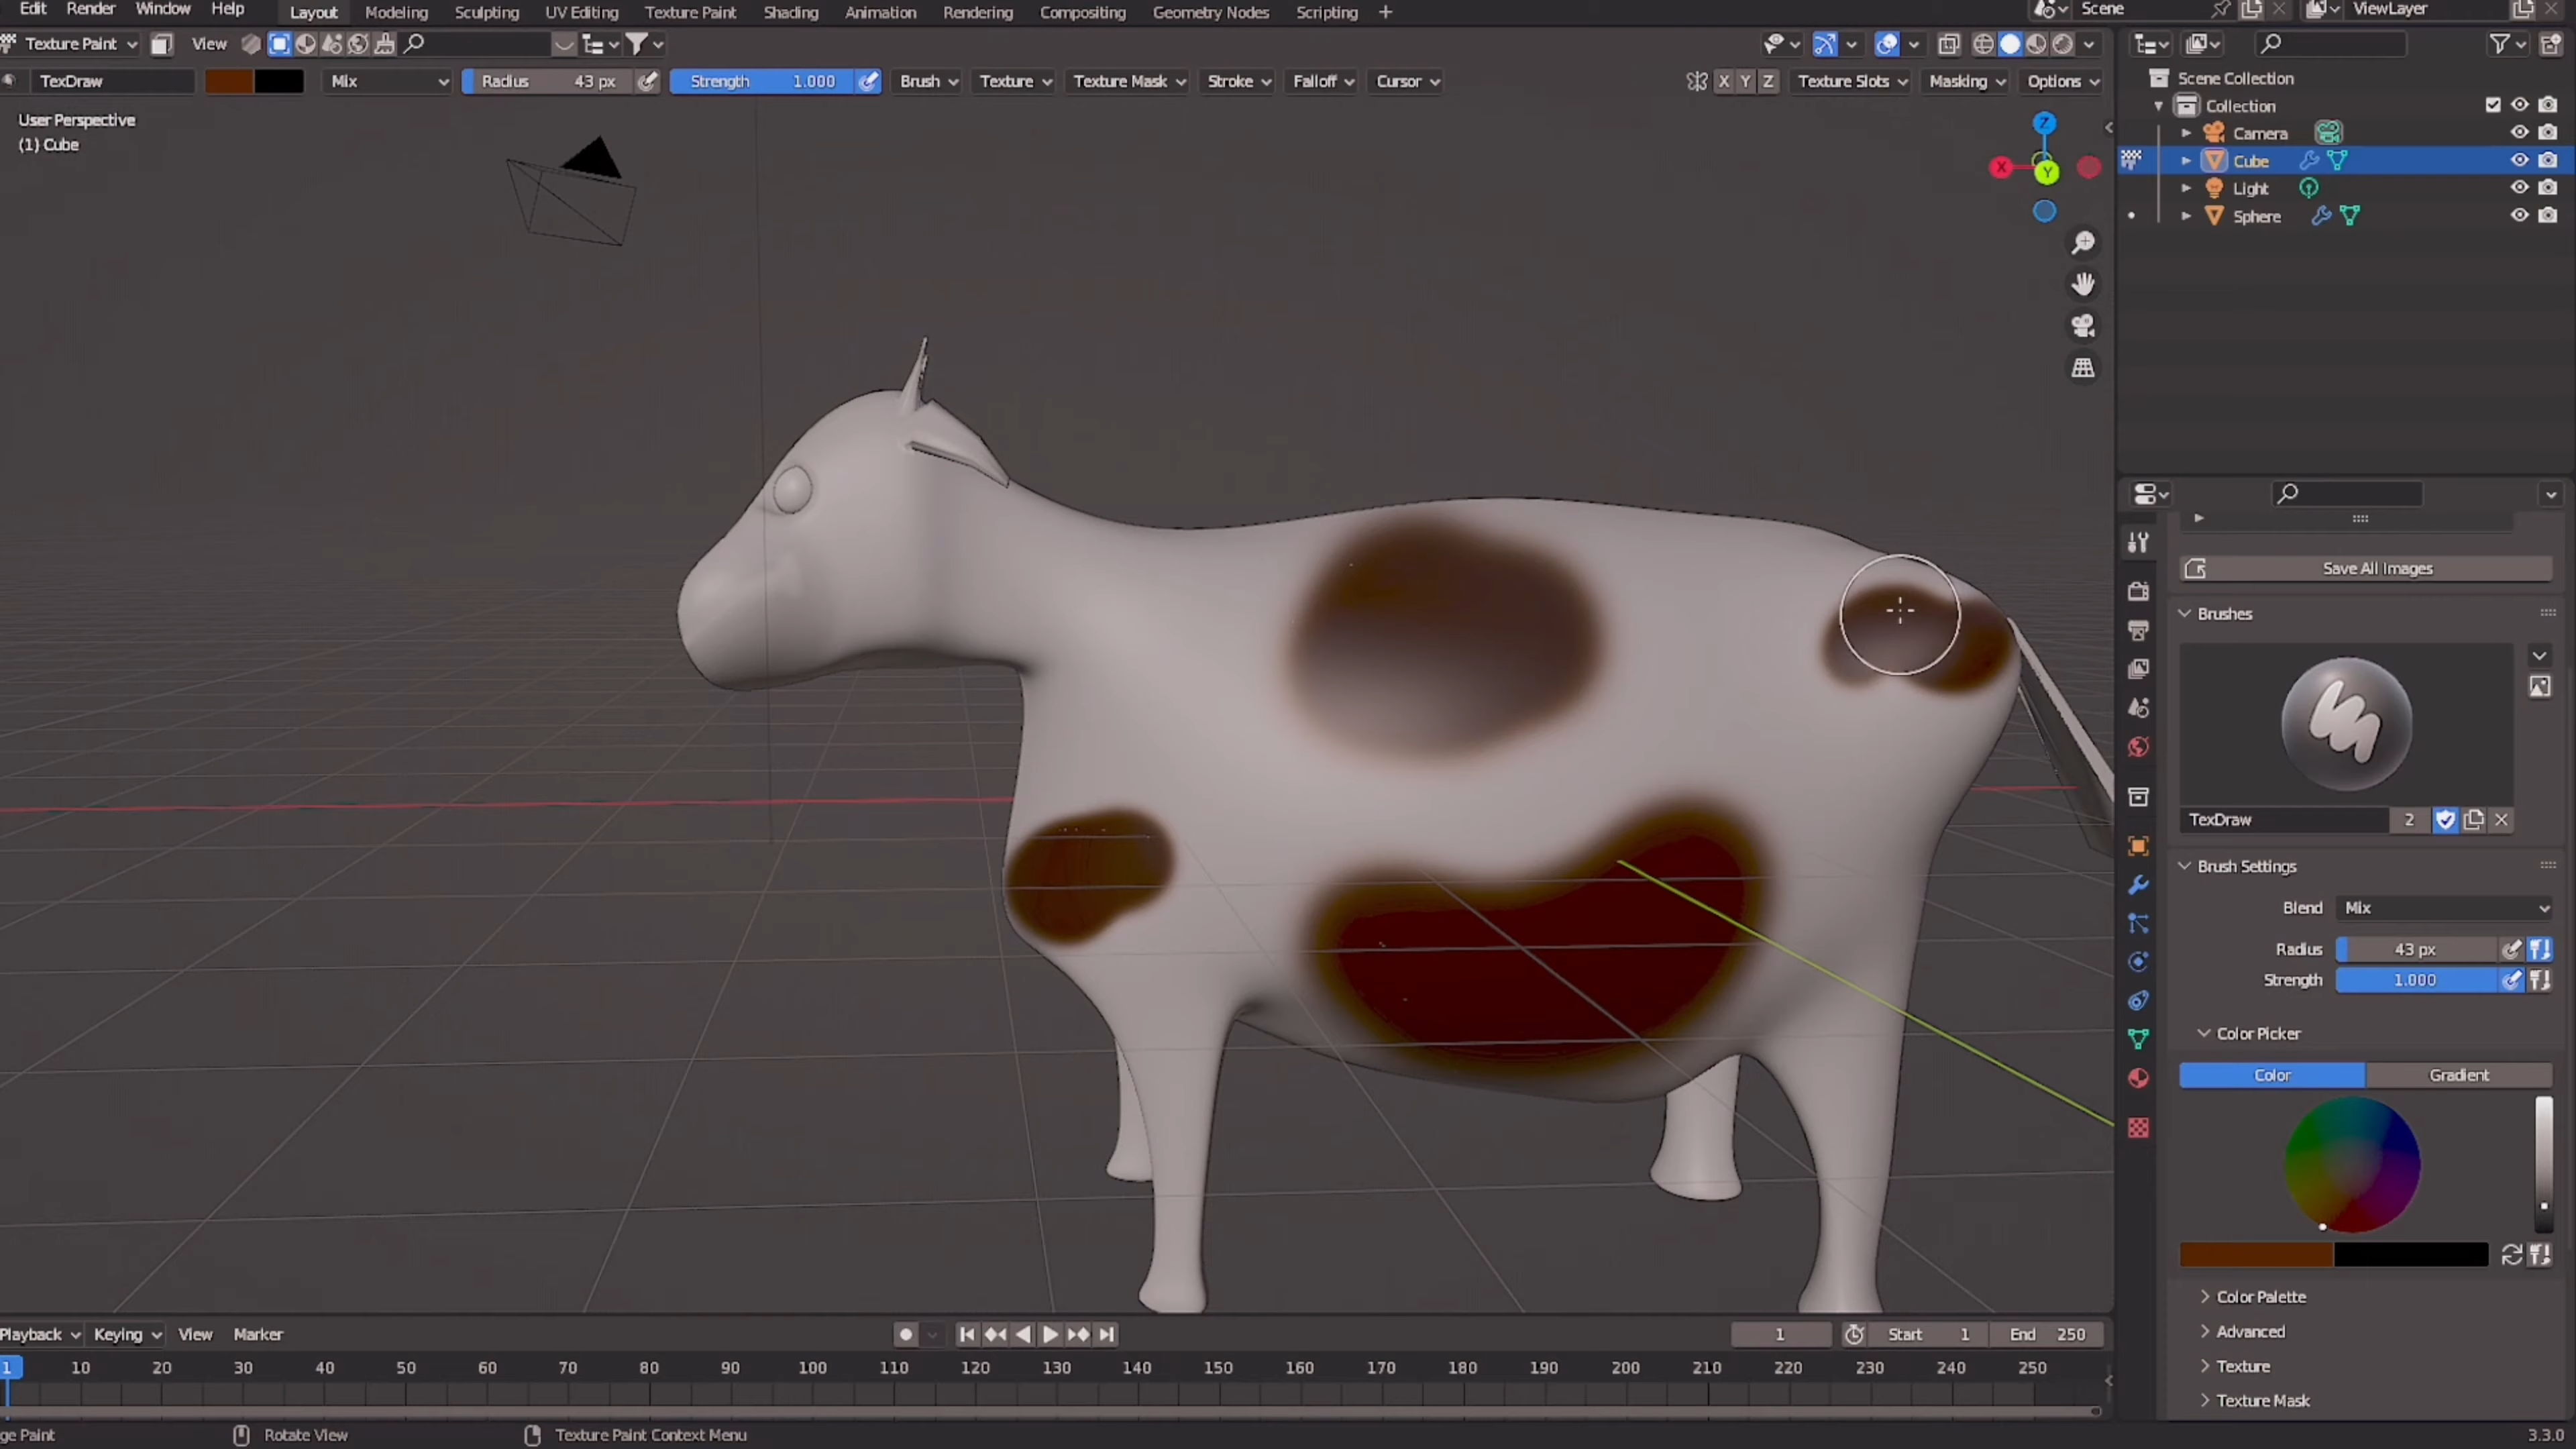 Edit Render Window Help Layout Modeling Sculpting UV Editing Texture Paint Shading Animation Rendering Compositing Geometry Nodes Scripting + Scene ViewLayer
Texture Paint View
TexDraw Mix Radius 43 px Strength 1.000 Brush Texture Texture Mask Stroke Falloff Cursor X Y Z Texture Slots Masking Options
User Perspective
(1) Cube
Z
X
Y
Scene Collection
Collection
Camera
Cube
Light
Sphere
Save All Images
Brushes
TexDraw 2
Brush Settings
Blend Mix
Radius 43 px
Strength 1.000
Color Picker
Color Gradient
Color Palette
Advanced
Texture
Texture Mask
Playback Keying View Marker 1 Start 1 End 250
1 10 20 30 40 50 60 70 80 90 100 110 120 130 140 150 160 170 180 190 200 210 220 230 240 250
ge Paint Rotate View Texture Paint Context Menu 3.3.0